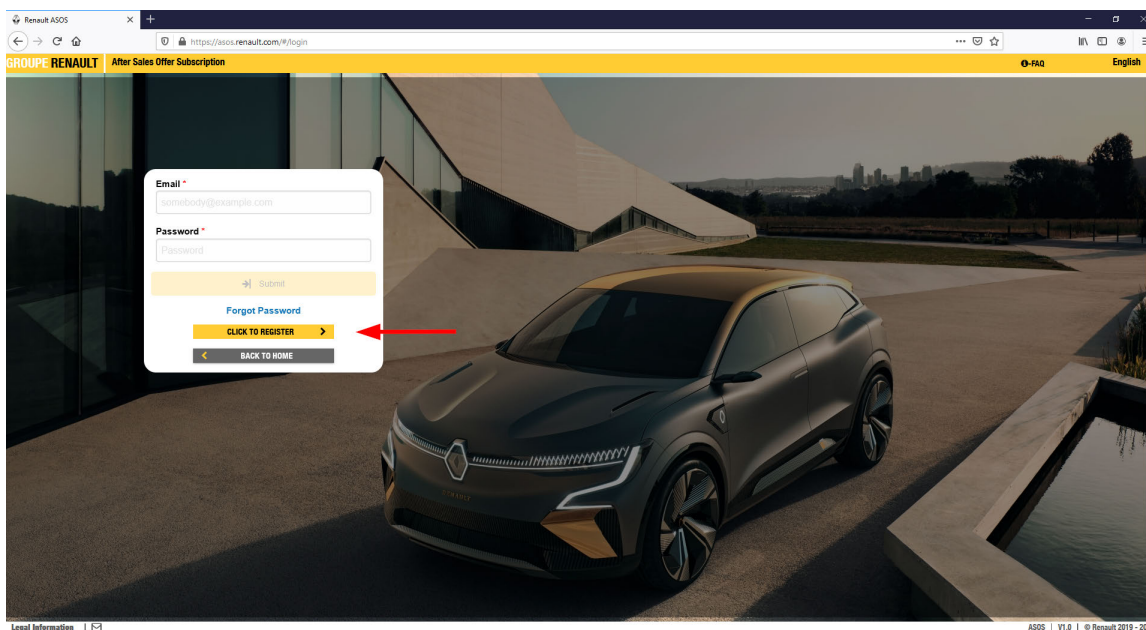 Renault ASOS
https://asos.renault.com/#/login
GROUPE RENAULT After Sales Offer Subscription
-FAQ
English
Email *
somebody@example.com
Password *
Password
Submit
Forgot Password
CLICK TO REGISTER
BACK TO HOME
RENAULT
Legal Information |
ASOS | V1.0 | © Renault 2019 - 20